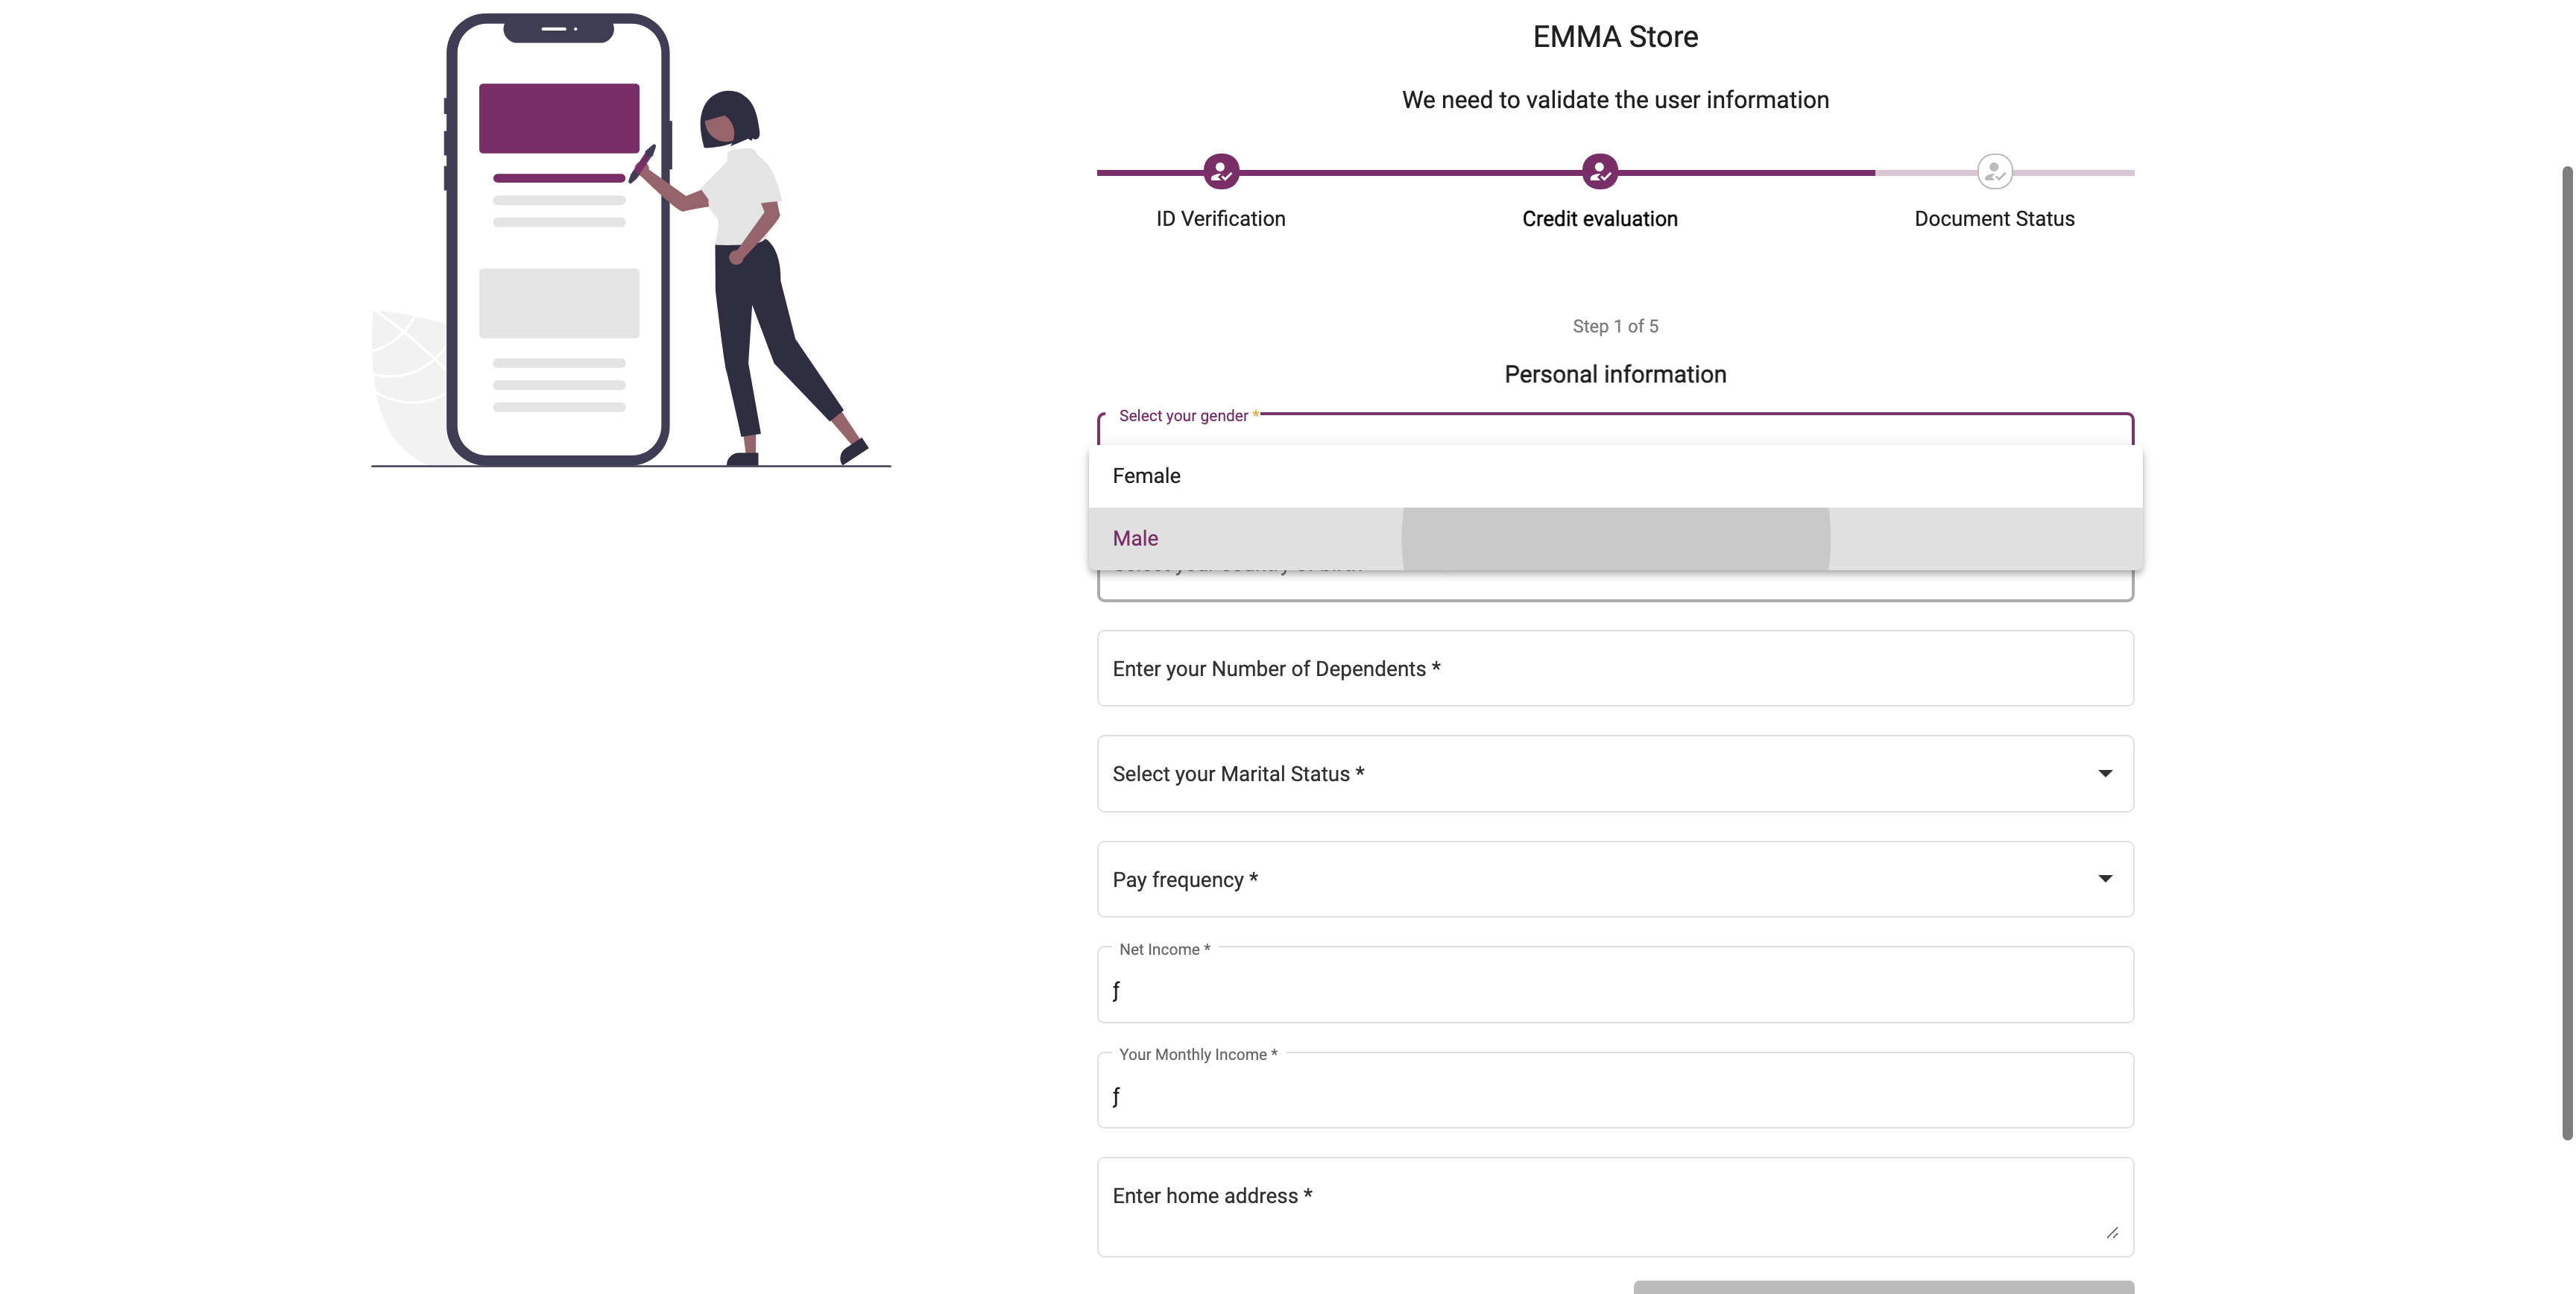 EMMA Store
We need to validate the user information
ID Verification
Credit evaluation
Document Status
Step 1 of 5
Personal information
Select your gender *
Female
Male
Enter your Number of Dependents *
Select your Marital Status *
Pay frequency *
Net Income *
ƒ
Your Monthly Income *
ƒ
Enter home address *